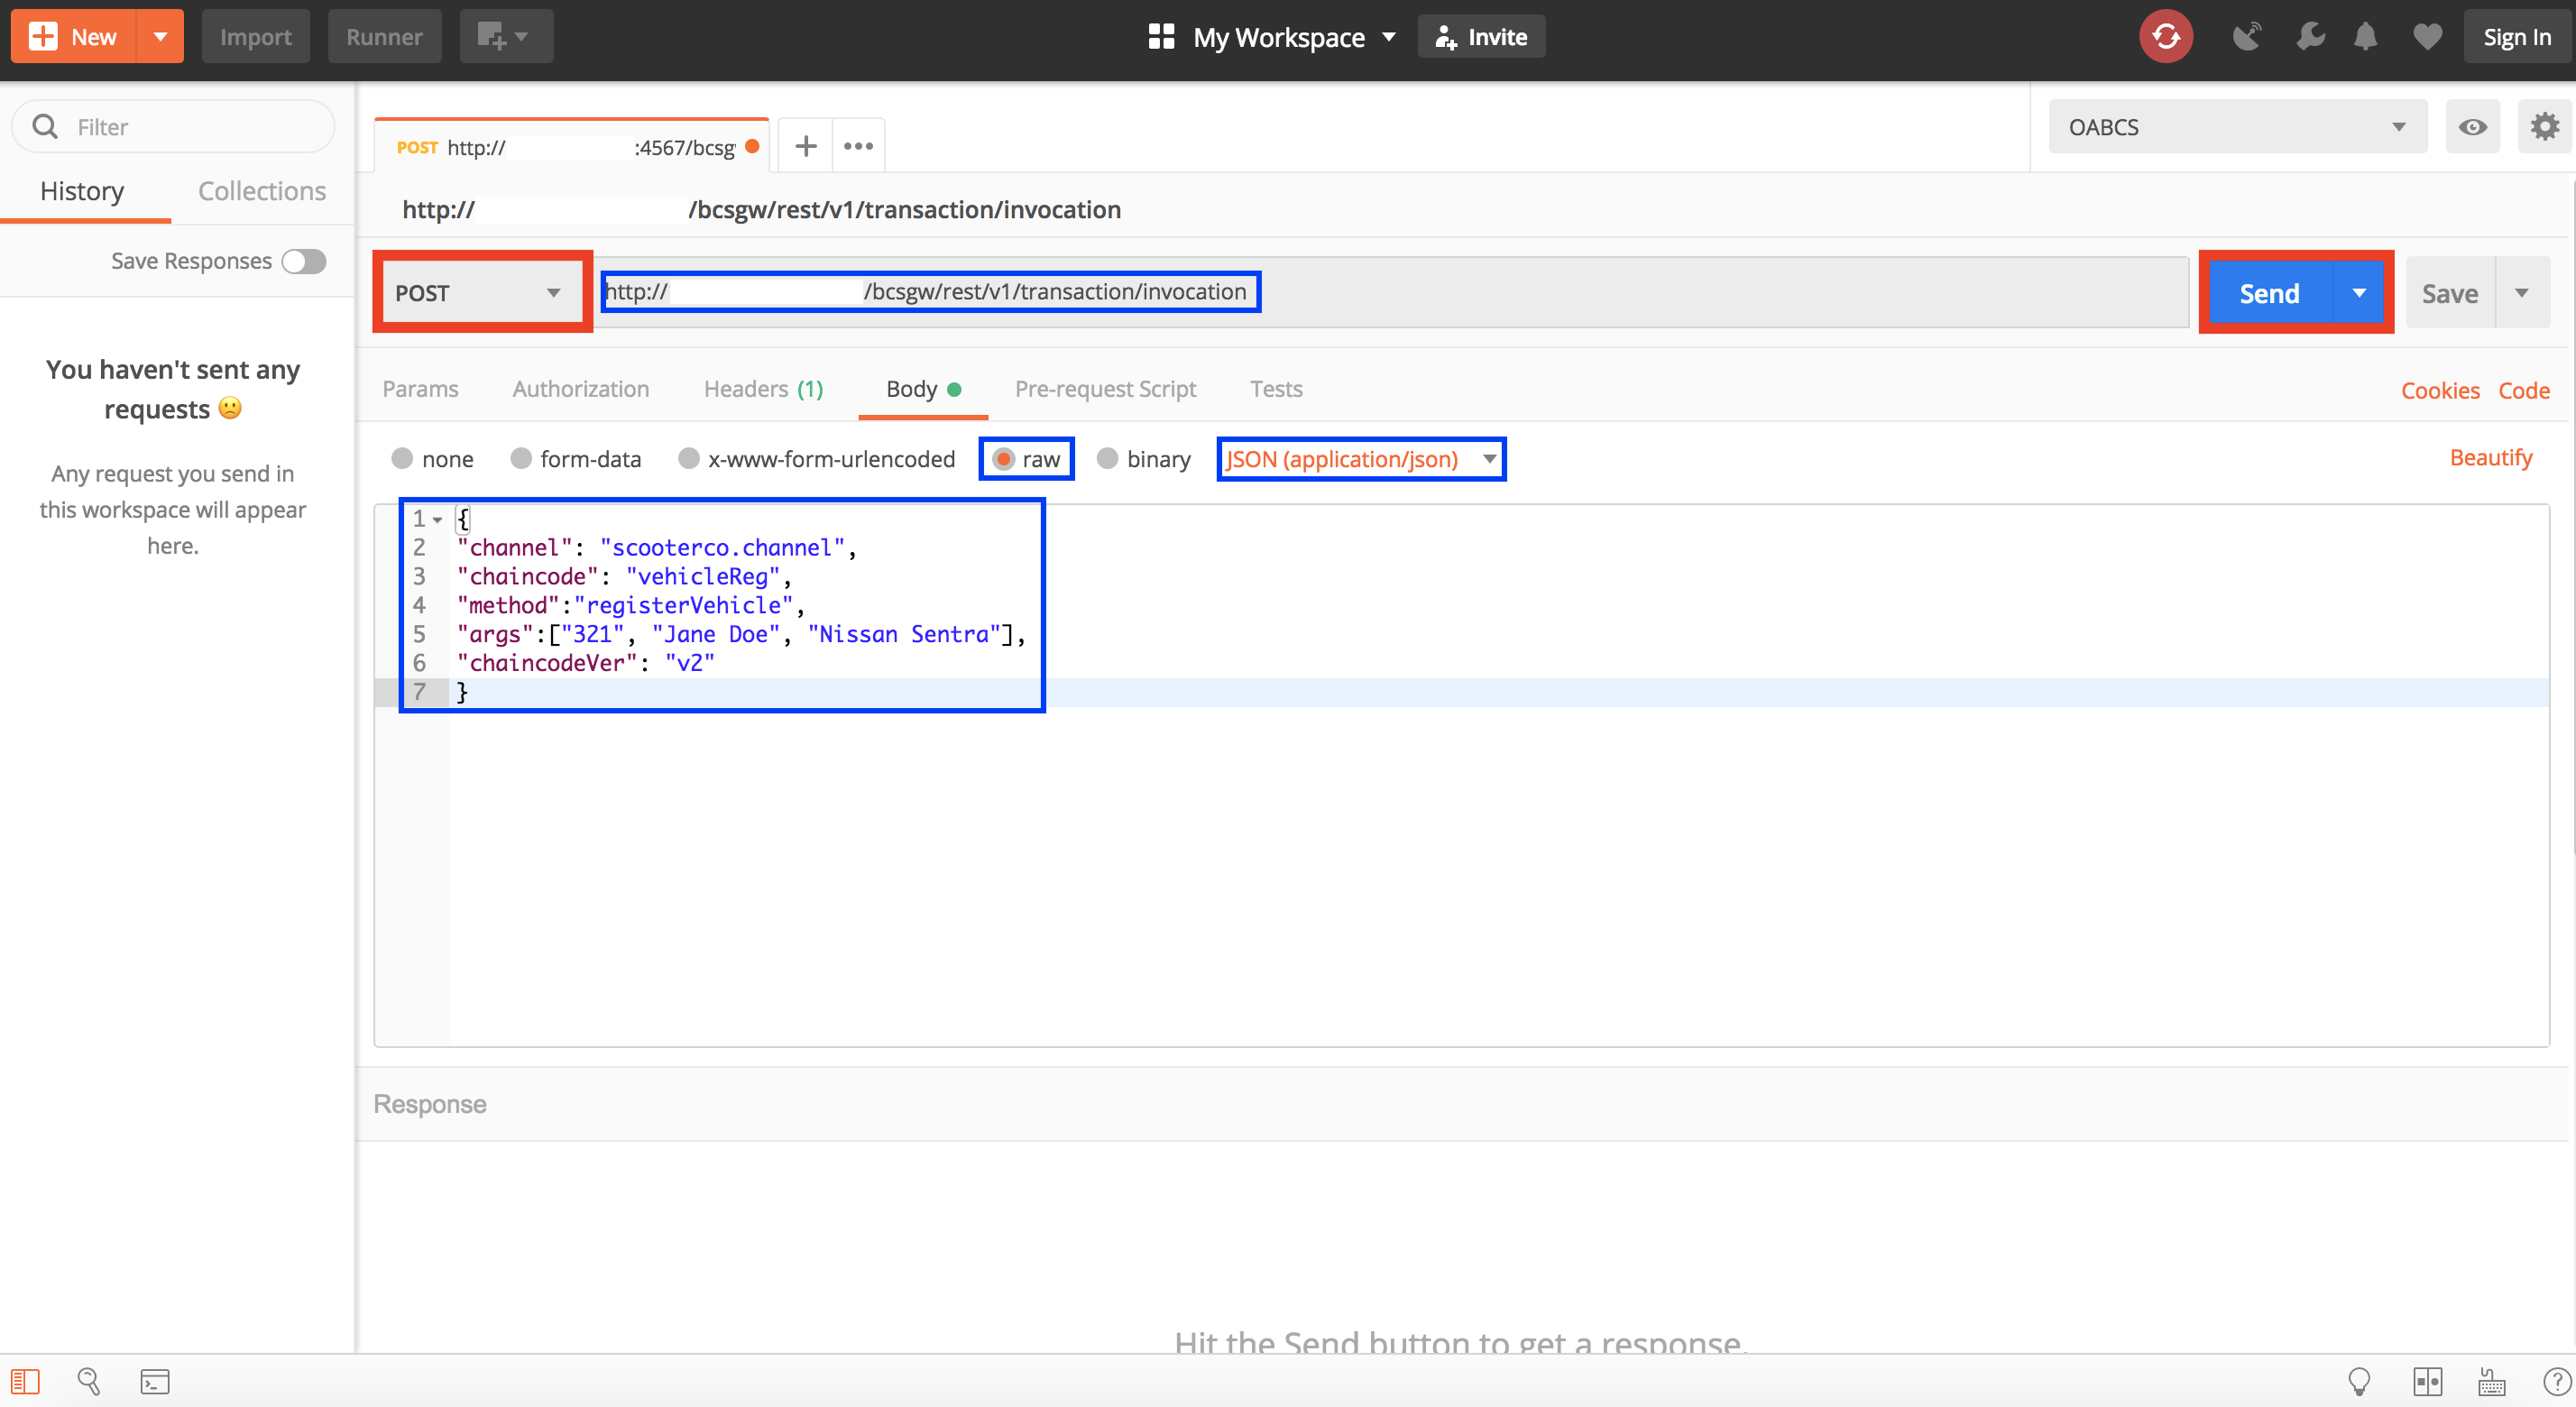 New
Import
Runner
My Workspace
Invite
Sign In
Filter
History
Collections
Save Responses
You haven't sent any
requests
Any request you send in
this workspace will appear
here.
POST http:// :4567/bcsgw
OABCS
http:// /bcsgw/rest/v1/transaction/invocation
POST
http:// /bcsgw/rest/v1/transaction/invocation
Send
Save
Params
Authorization
Headers (1)
Body
Pre-request Script
Tests
Cookies
Code
none
form-data
x-www-form-urlencoded
raw
binary
JSON (application/json)
Beautify
1 {
2 "channel": "scooterco.channel",
3 "chaincode": "vehicleReg",
4 "method":"registerVehicle",
5 "args":["321", "Jane Doe", "Nissan Sentra"],
6 "chaincodeVer": "v2"
7 }
Response
Hit the Send button to get a response.